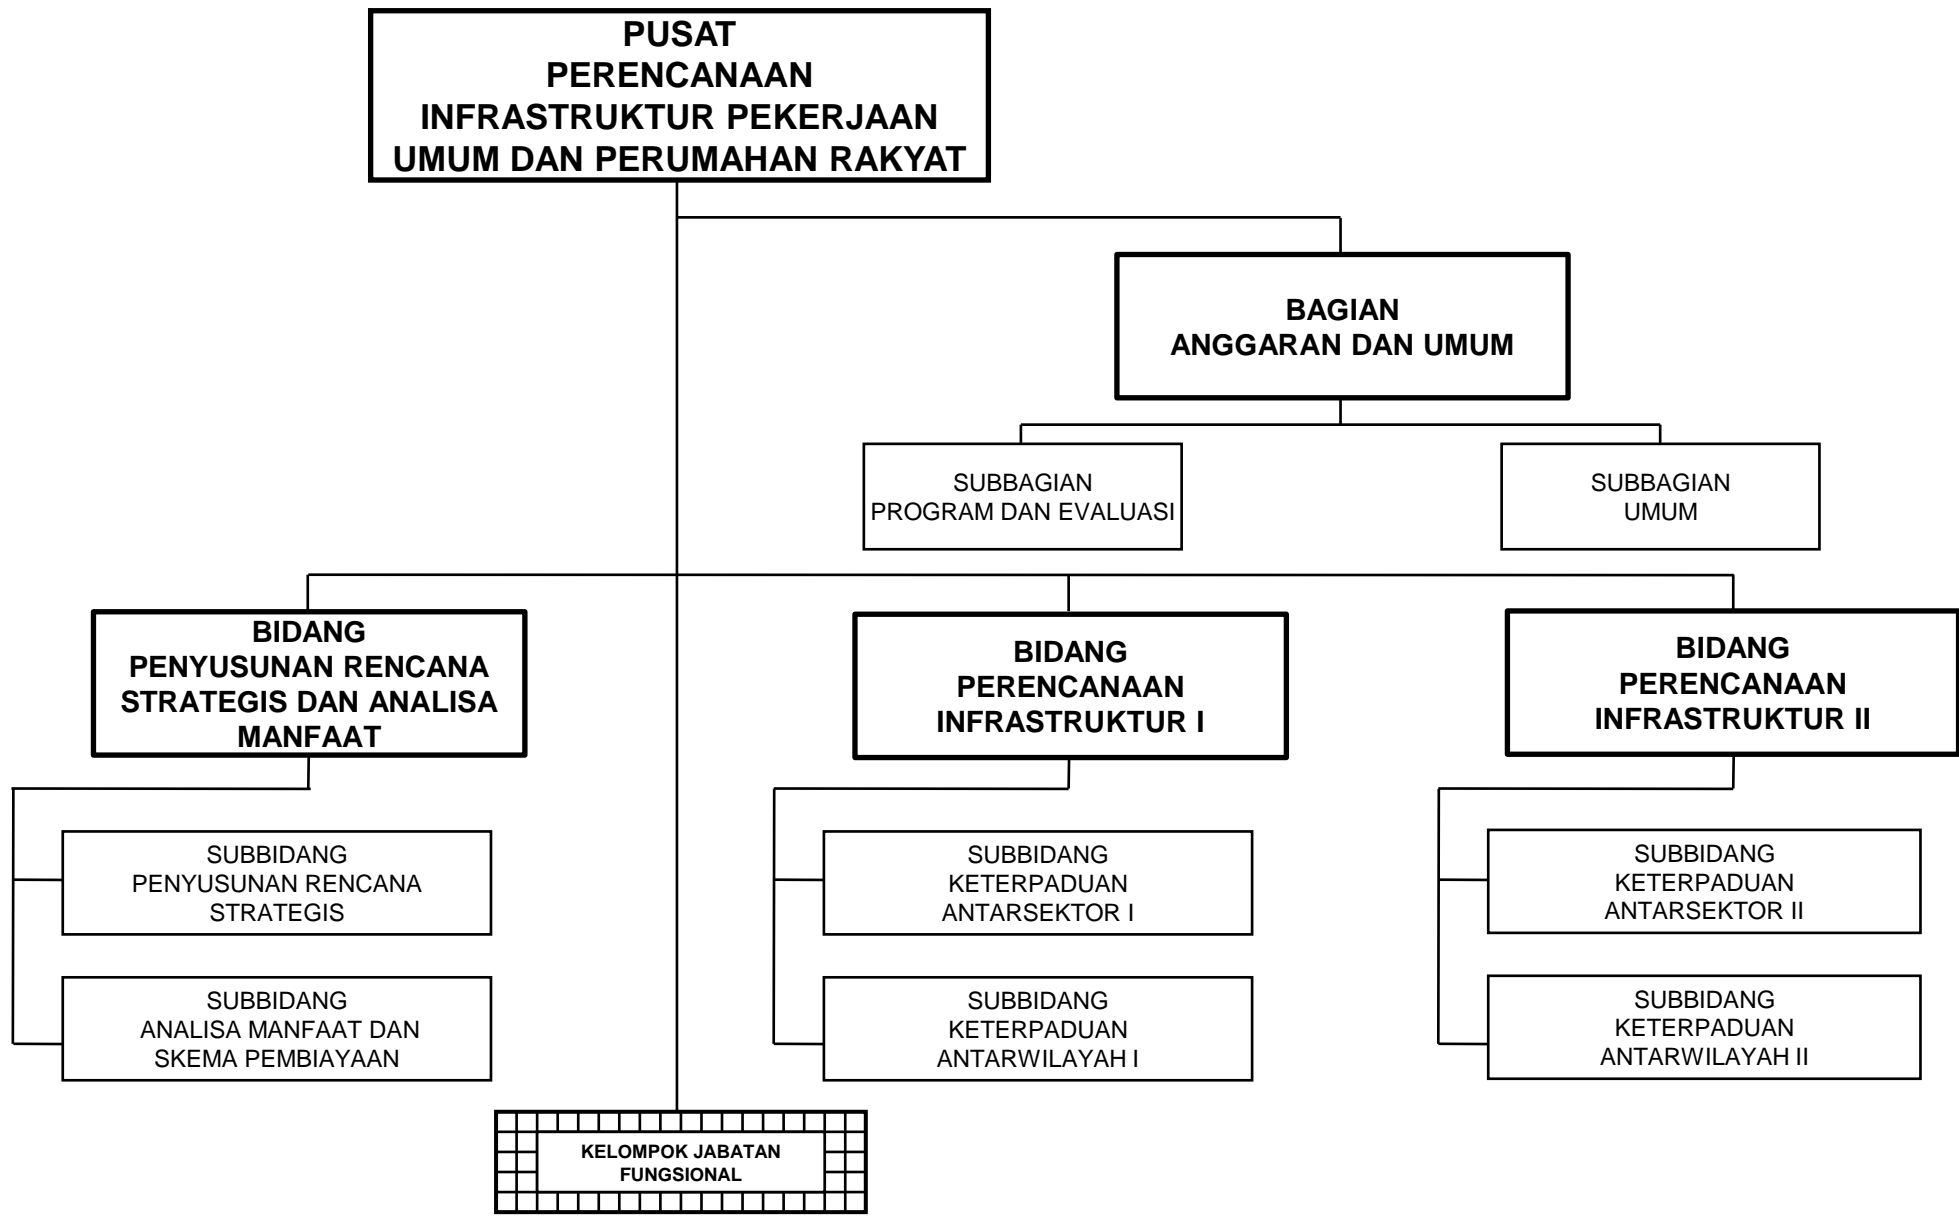 PUSAT
PERENCANAAN
INFRASTRUKTUR PEKERJAAN
UMUM DAN PERUMAHAN RAKYAT
BAGIAN
ANGGARAN DAN UMUM
SUBBAGIAN
PROGRAM DAN EVALUASI
SUBBAGIAN
UMUM
BIDANG
PENYUSUNAN RENCANA
STRATEGIS DAN ANALISA
MANFAAT
BIDANG
PERENCANAAN
INFRASTRUKTUR I
BIDANG
PERENCANAAN
INFRASTRUKTUR II
SUBBIDANG
PENYUSUNAN RENCANA
STRATEGIS
SUBBIDANG
KETERPADUAN
ANTARSEKTOR I
SUBBIDANG
KETERPADUAN
ANTARSEKTOR II
SUBBIDANG
ANALISA MANFAAT DAN
SKEMA PEMBIAYAAN
SUBBIDANG
KETERPADUAN
ANTARWILAYAH I
SUBBIDANG
KETERPADUAN
ANTARWILAYAH II
KELOMPOK JABATAN
FUNGSIONAL